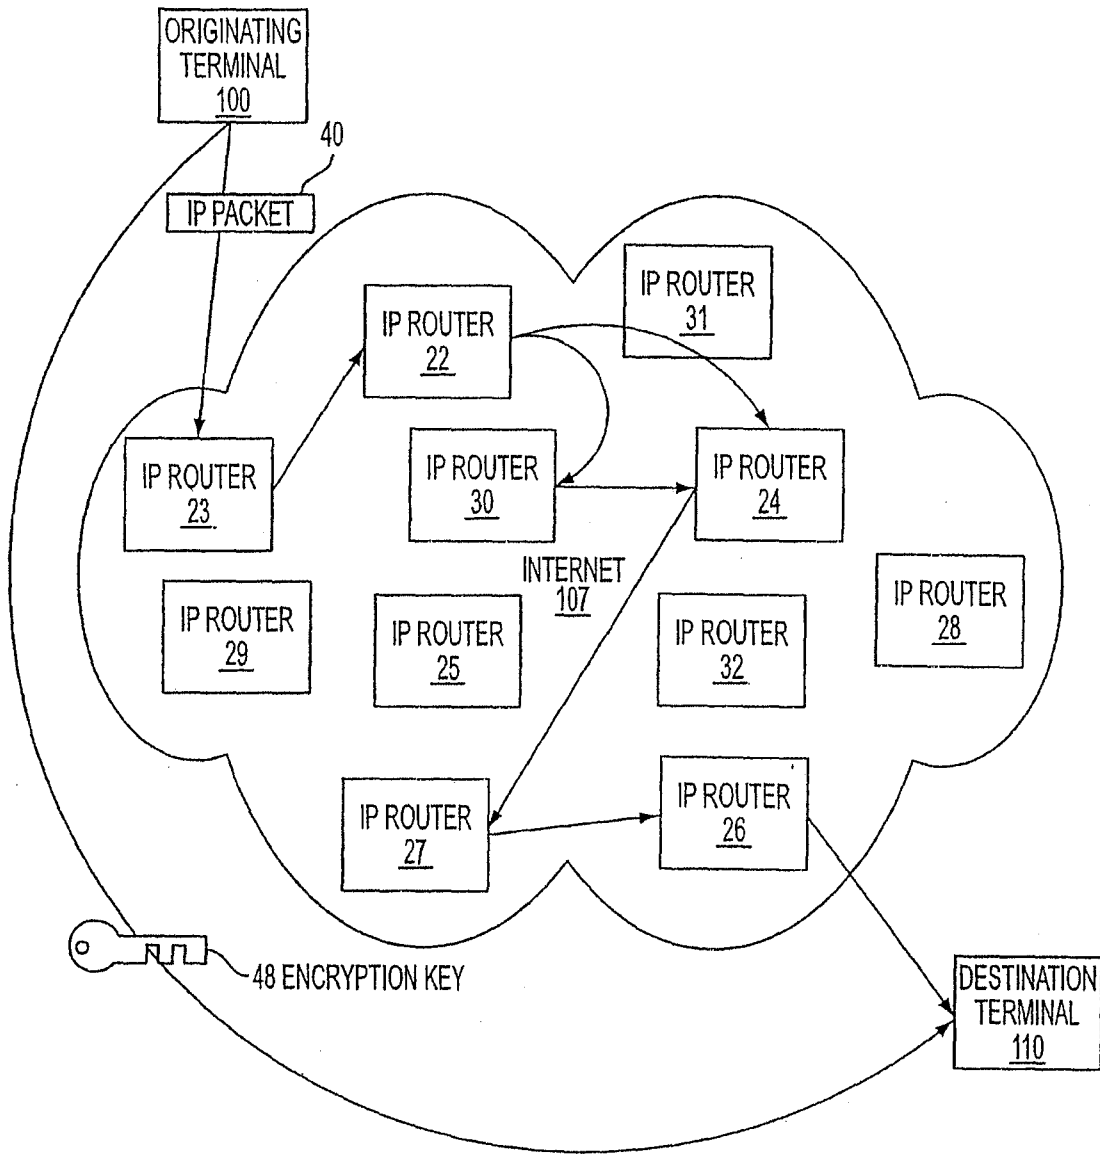 ORIGINATING
TERMINAL
100
40
IP PACKET
IP ROUTER
31
IP ROUTER
22
IP ROUTER
23
IP ROUTER
30
IP ROUTER
24
INTERNET
107
IP ROUTER
29
IP ROUTER
25
IP ROUTER
32
IP ROUTER
28
IP ROUTER
27
IP ROUTER
26
48 ENCRYPTION KEY
DESTINATION
TERMINAL
110